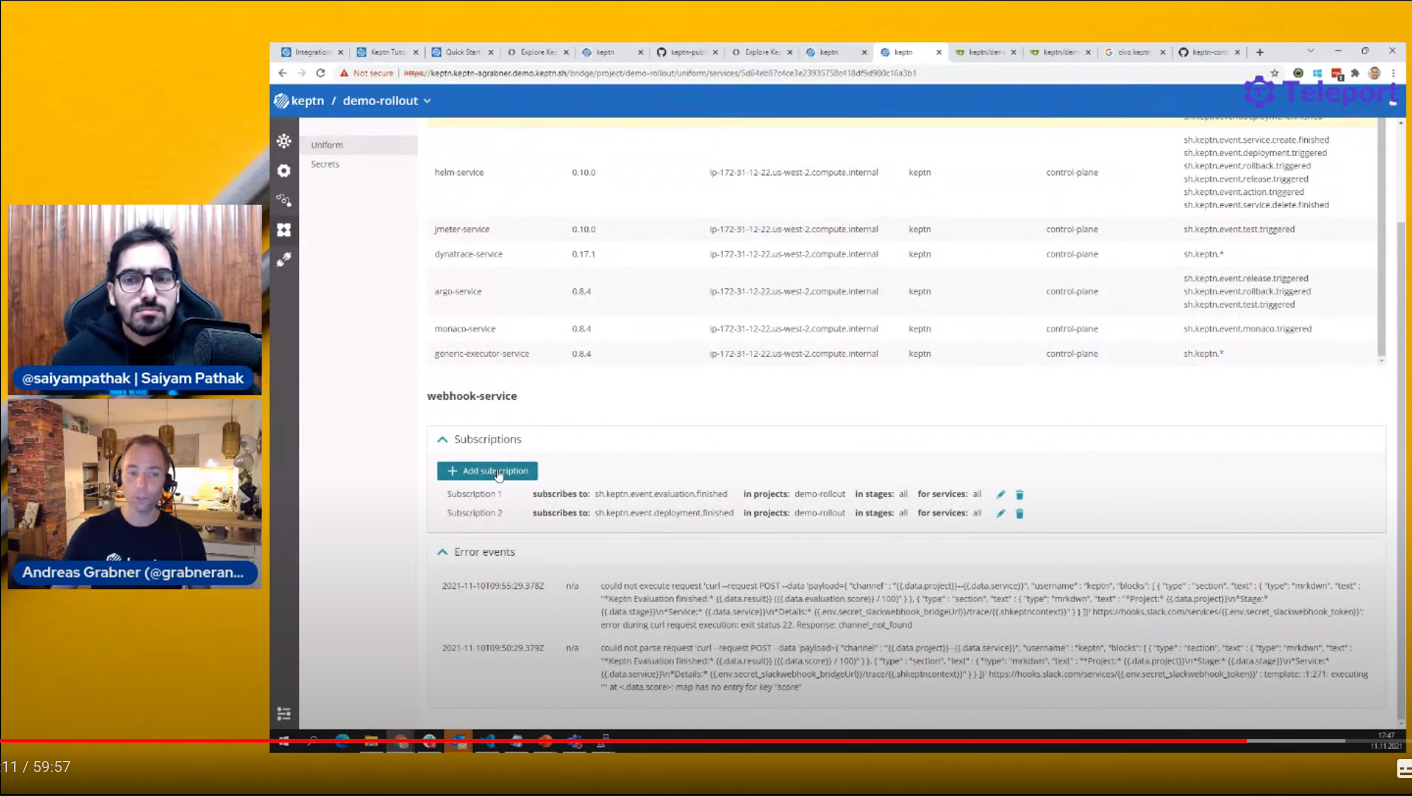 Integration
Keptn Tuto
Quick Start
Explore Ke
keptn
keptn-publ
Explore Ke
keptn
keptn
keptn/dem
keptn/dem
civo keptn
keptn-con
Not secure | https://keptn.keptn-agrabner.demo.keptn.sh/bridge/project/demo-rollout/uniform/services/
keptn / demo-rollout
Teleport
Uniform
Secrets
sh.keptn.event.deployment.finished
helm-service 0.10.0 ip-172-31-12-22.us-west-2.compute.internal keptn control-plane
sh.keptn.event.service.create.finished
sh.keptn.event.deployment.triggered
sh.keptn.event.rollback.triggered
sh.keptn.event.release.triggered
sh.keptn.event.action.triggered
sh.keptn.event.service.delete.finished
jmeter-service 0.10.0 ip-172-31-12-22.us-west-2.compute.internal keptn control-plane sh.keptn.event.test.triggered
dynatrace-service 0.17.1 ip-172-31-12-22.us-west-2.compute.internal keptn control-plane sh.keptn.*
argo-service 0.8.4 ip-172-31-12-22.us-west-2.compute.internal keptn control-plane
sh.keptn.event.release.triggered
sh.keptn.event.rollback.triggered
sh.keptn.event.test.triggered
monaco-service 0.8.4 ip-172-31-12-22.us-west-2.compute.internal keptn control-plane sh.keptn.event.monaco.triggered
generic-executor-service 0.8.4 ip-172-31-12-22.us-west-2.compute.internal keptn control-plane sh.keptn.*
webhook-service
Subscriptions
+ Add subscription
Subscription 1 subscribes to: sh.keptn.event.evaluation.finished in projects: demo-rollout in stages: all for services: all
Subscription 2 subscribes to: sh.keptn.event.deployment.finished in projects: demo-rollout in stages: all for services: all
Error events
2021-11-10T09:55:29.378Z n/a could not execute request 'curl --request POST --data 'payload={ "channel" : "{{.data.project}}--{{.data.service}}", "username" : "keptn", "blocks": [ { "type" : "section", "text" : { "type": "mrkdwn", "text" :
"*Keptn Evaluation finished:* {{.data.result}} ({{.data.evaluation.score}} / 100)" } }, { "type" : "section", "text" : { "type": "mrkdwn", "text" : "*Project:* {{.data.project}}\n*Stage:*
{{.data.stage}}\n*Service:* {{.data.service}}\n*Details:* {{.env.secret_slackwebhook_bridgeUrl}}/trace/{{.shkeptncontext}}" } } ]}' https://hooks.slack.com/services/{{.env.secret_slackwebhook_token}}':
error during curl request execution: exit status 22. Response: channel_not_found
2021-11-10T09:50:29.379Z n/a could not parse request 'curl --request POST --data 'payload={ "channel" : "{{.data.project}}--{{.data.service}}", "username" : "keptn", "blocks": [ { "type" : "section", "text" : { "type": "mrkdwn", "text" :
"*Keptn Evaluation finished:* {{.data.result}} ({{.data.score}} / 100)" } }, { "type" : "section", "text" : { "type": "mrkdwn", "text" : "*Project:* {{.data.project}}\n*Stage:* {{.data.stage}}\n*Service:*
{{.data.service}}\n*Details:* {{.env.secret_slackwebhook_bridgeUrl}}/trace/{{.shkeptncontext}}" } } ]}' https://hooks.slack.com/services/{{.env.secret_slackwebhook_token}}' : template: :1:271: executing
"" at <.data.score>: map has no entry for key "score"
@saiyampathak | Saiyam Pathak
Andreas Grabner (@grabneran...
17:47
11.11.2021
:11 / 59:57